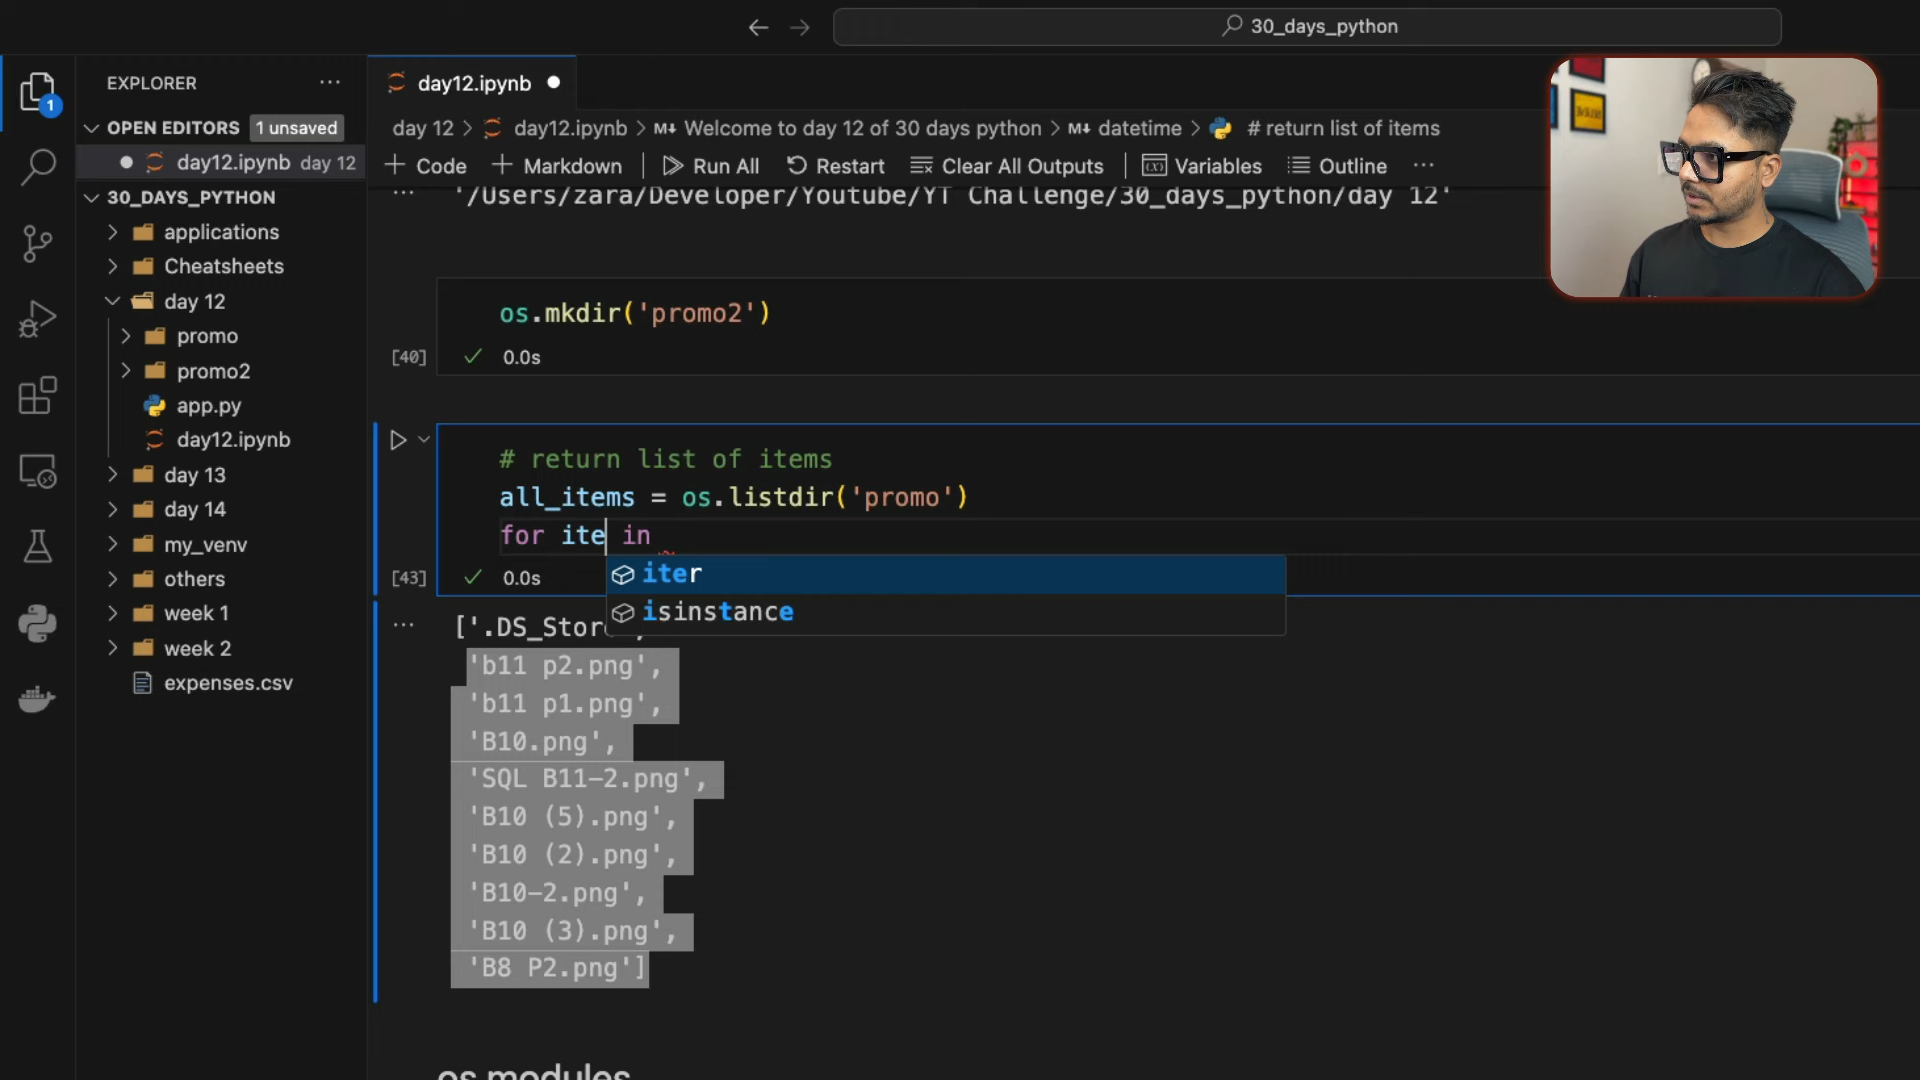 30_days_python
EXPLORER
OPEN EDITORS 1 unsaved
day12.ipynb day 12
30_DAYS_PYTHON
applications
Cheatsheets
day 12
promo
promo2
app.py
day12.ipynb
day 13
day 14
my_venv
others
week 1
week 2
expenses.csv
1
day12.ipynb
day 12 > day12.ipynb > M↓ Welcome to day 12 of 30 days python > M↓ datetime > # return list of items
+ Code + Markdown Run All Restart Clear All Outputs Variables Outline ...
'/Users/zara/Developer/Youtube/YT Challenge/30_days_python/day 12'
os.mkdir('promo2')
[40] 0.0s
# return list of items
all_items = os.listdir('promo')
for ite in
[43] 0.0s
iter
isinstance
['.DS_Stor
'b11 p2.png',
'b11 p1.png',
'B10.png',
'SQL B11-2.png',
'B10 (5).png',
'B10 (2).png',
'B10-2.png',
'B10 (3).png',
'B8 P2.png']
os modules